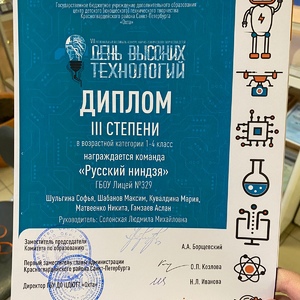 Государственное бюджетное учреждение дополнительного образования
центр детского (юношеского) технического творчества
Красногвардейского района Санкт-Петербурга
«Охта»
ДЕНЬ ВЫСОКИХ
ТЕХНОЛОГИЙ
ДИПЛОМ
III СТЕПЕНИ
в возрастной категории 1-4 класс
награждается команда
«Русский ниндзя»
ГБОУ Лицей №329
Шульгина Софья, Шабанов Максим, Кувалдина Мария,
Матвеенко Никита, Гамзаев Аслан
Руководитель: Солонская Людмила Михайловна
Заместитель председателя
Комитета по образованию
А.А. Борщевский
Первый заместитель главы администрации
Красногвардейского района Санкт-Петербурга
О.П. Козлова
Директор ГБУ ДО ЦДЮТТ «Охта»
Н.Л. Иванова